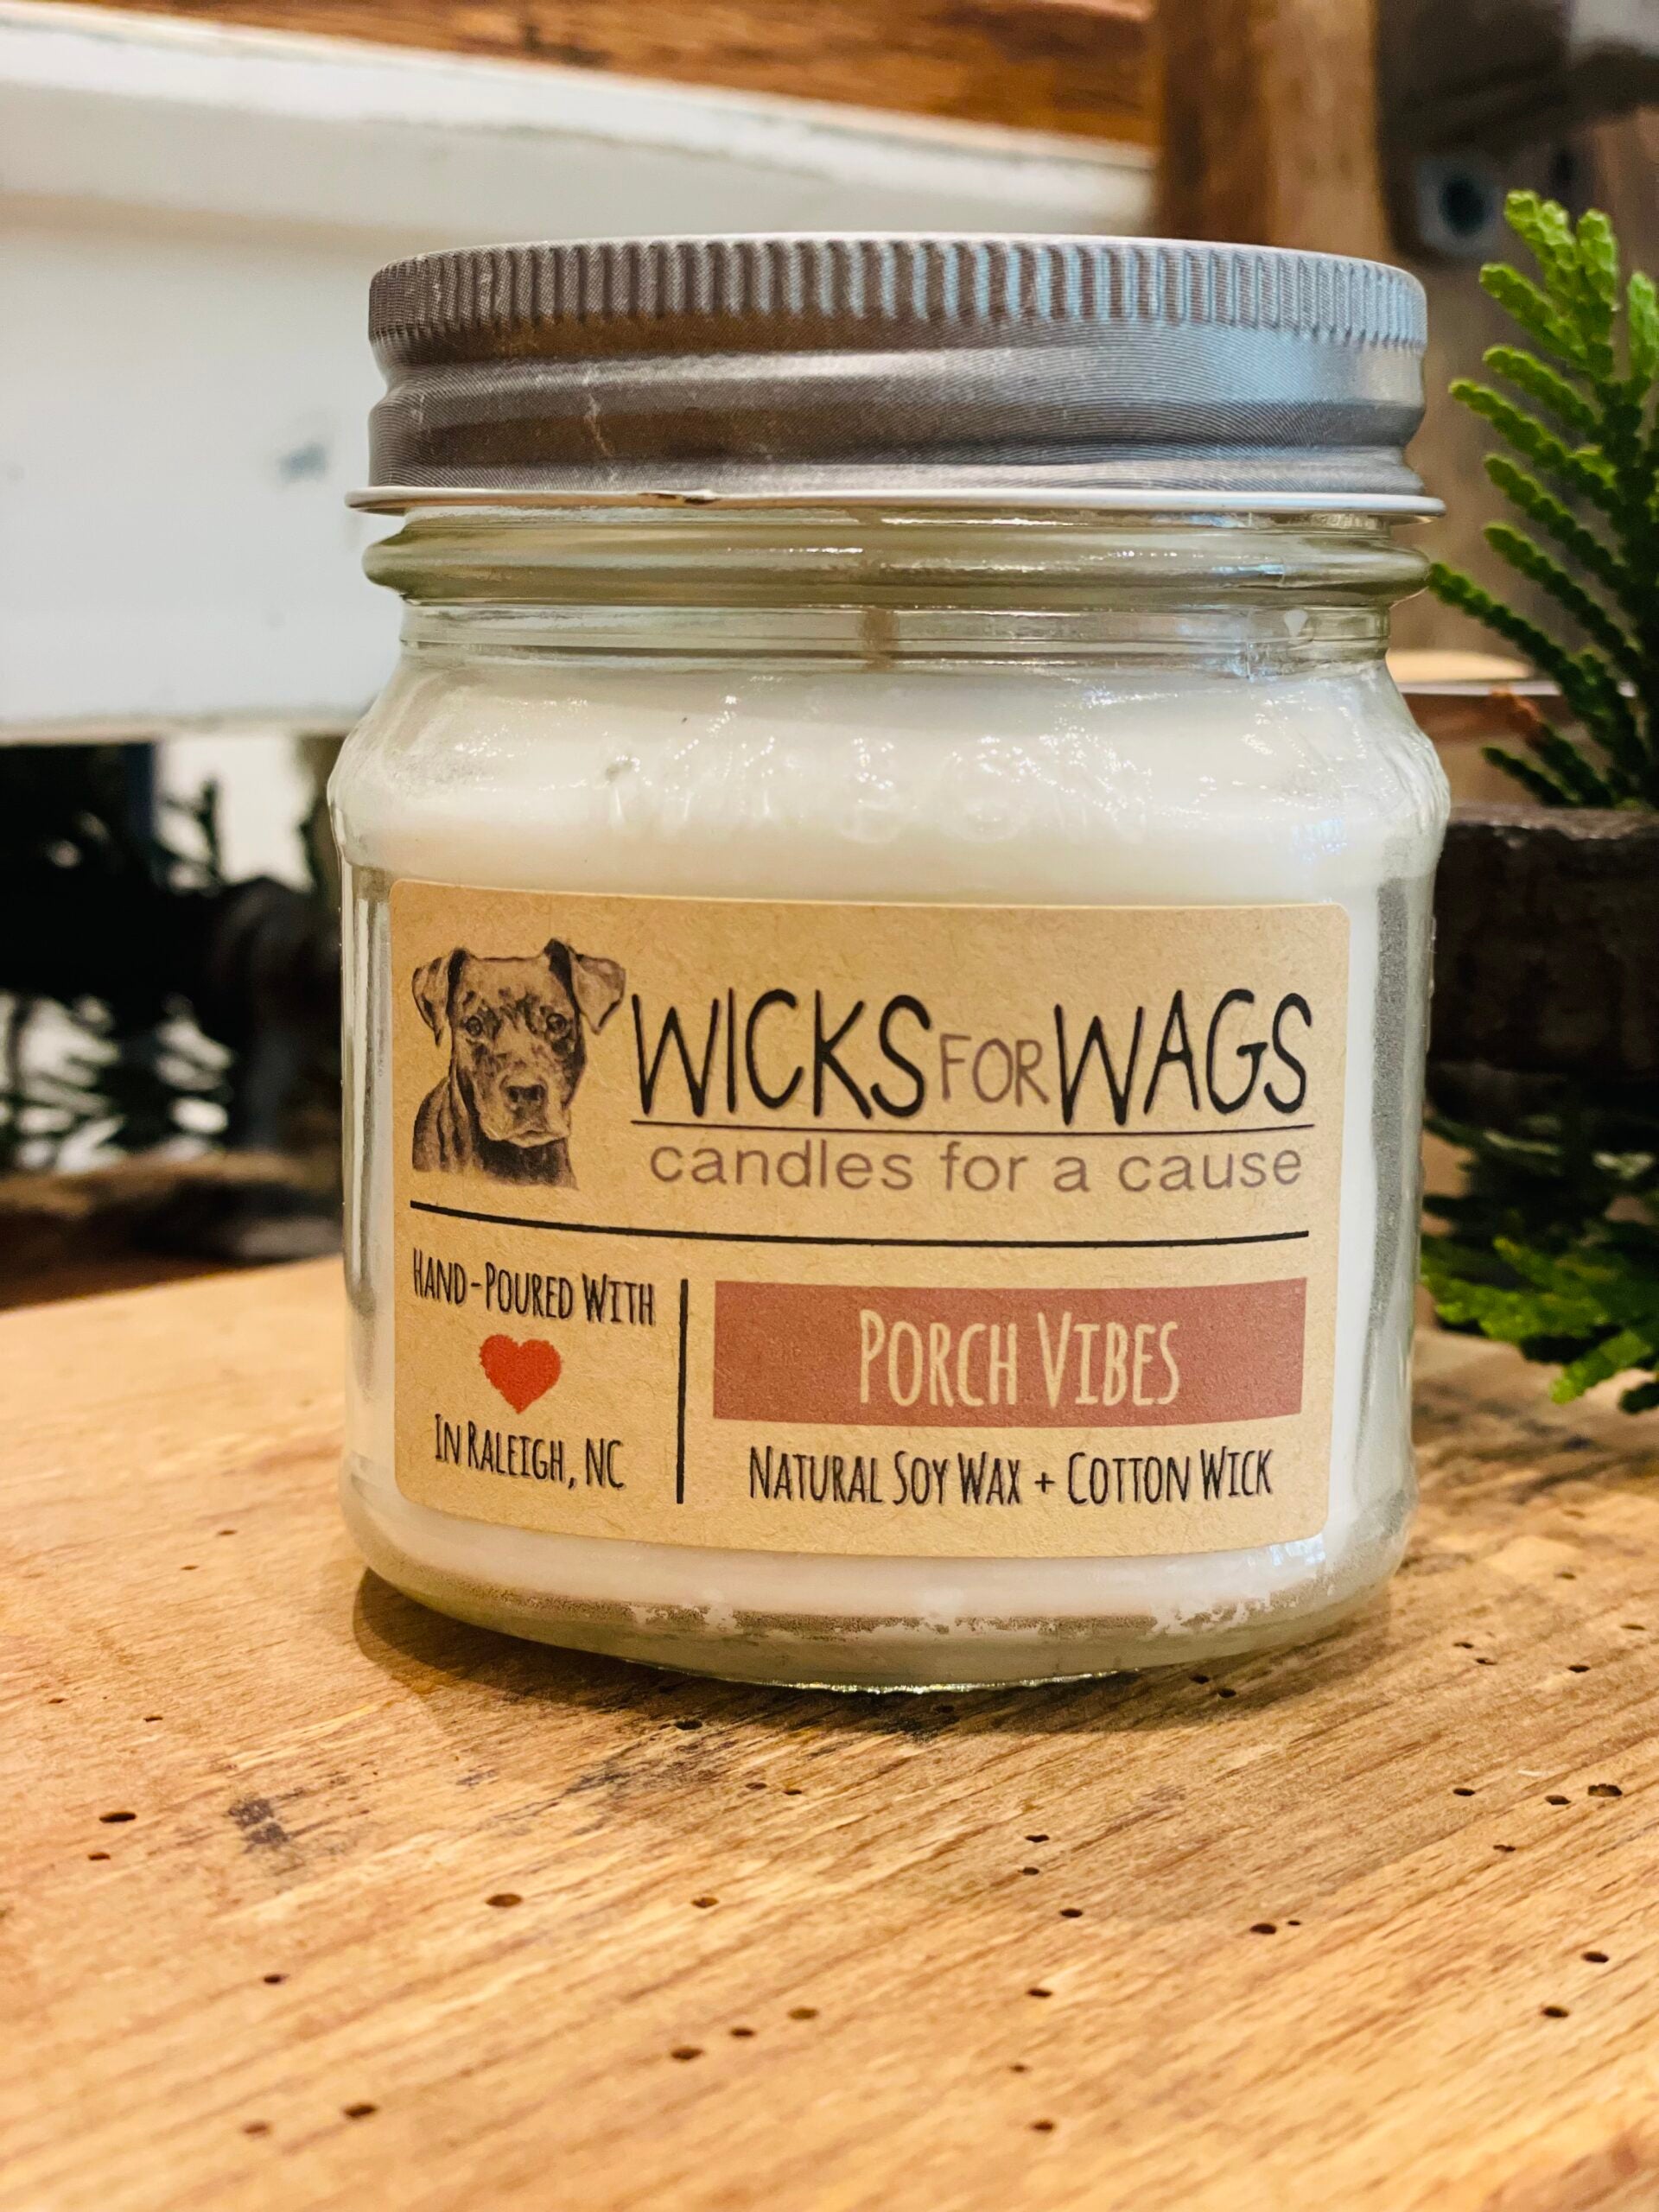 WICKS FOR WAGS
candles for a cause
HAND-POURED WITH
IN RALEIGH, NC
PORCH VIBES
NATURAL SOY WAX + COTTON WICK